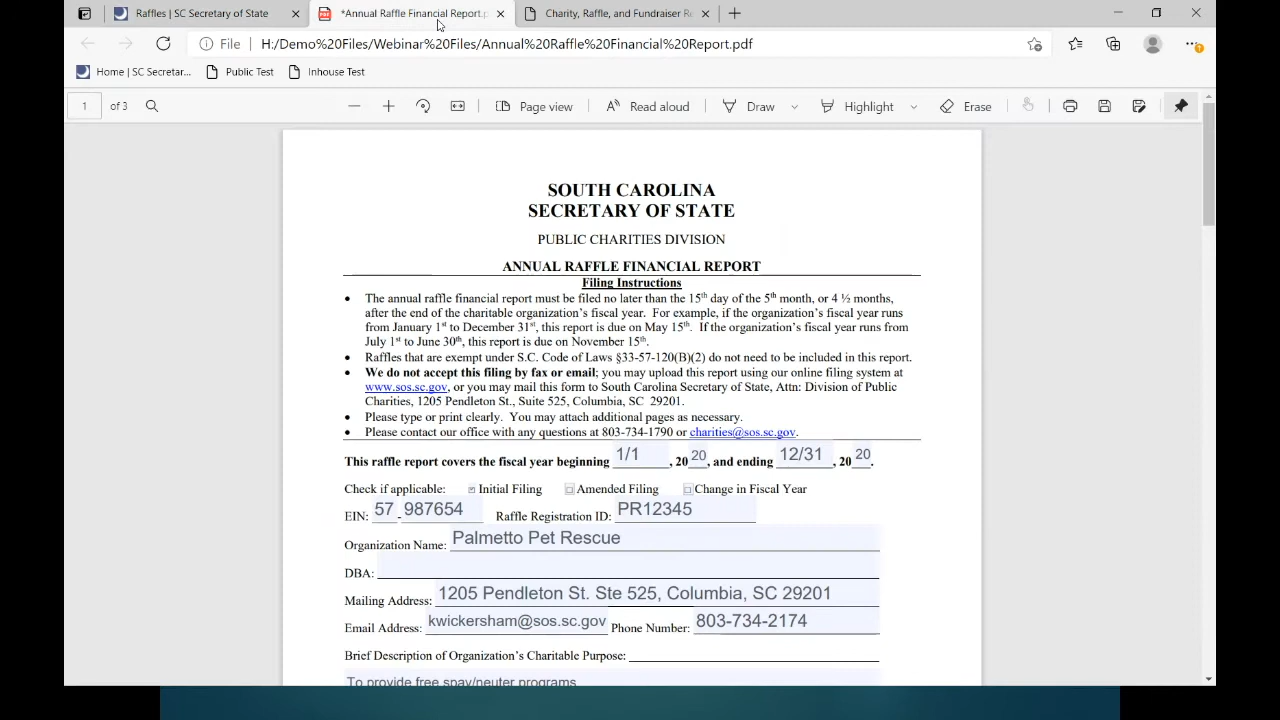 Raffles | SC Secretary of State
*Annual Raffle Financial Report.p
Charity, Raffle, and Fundraiser Re
File H:/Demo%20Files/Webinar%20Files/Annual%20Raffle%20Financial%20Report.pdf
Home | SC Secretar...
Public Test
Inhouse Test
1 of 3
Page view
Read aloud
Draw
Highlight
Erase
SOUTH CAROLINA
SECRETARY OF STATE
PUBLIC CHARITIES DIVISION
ANNUAL RAFFLE FINANCIAL REPORT
Filing Instructions
• The annual raffle financial report must be filed no later than the 15th day of the 5th month, or 4 ½ months,
after the end of the charitable organization's fiscal year. For example, if the organization's fiscal year runs
from January 1st to December 31st, this report is due on May 15th. If the organization's fiscal year runs from
July 1st to June 30th, this report is due on November 15th.
• Raffles that are exempt under S.C. Code of Laws §33-57-120(B)(2) do not need to be included in this report.
• We do not accept this filing by fax or email; you may upload this report using our online filing system at
www.sos.sc.gov, or you may mail this form to South Carolina Secretary of State, Attn: Division of Public
Charities, 1205 Pendleton St., Suite 525, Columbia, SC 29201.
• Please type or print clearly. You may attach additional pages as necessary.
• Please contact our office with any questions at 803-734-1790 or charities@sos.sc.gov.
This raffle report covers the fiscal year beginning 1/1, 2020, and ending 12/31, 2020.
Check if applicable: Initial Filing Amended Filing Change in Fiscal Year
EIN: 57-987654 Raffle Registration ID: PR12345
Organization Name: Palmetto Pet Rescue
DBA:
Mailing Address: 1205 Pendleton St. Ste 525, Columbia, SC 29201
Email Address: kwickersham@sos.sc.gov Phone Number: 803-734-2174
Brief Description of Organization's Charitable Purpose:
To provide free spay/neuter programs